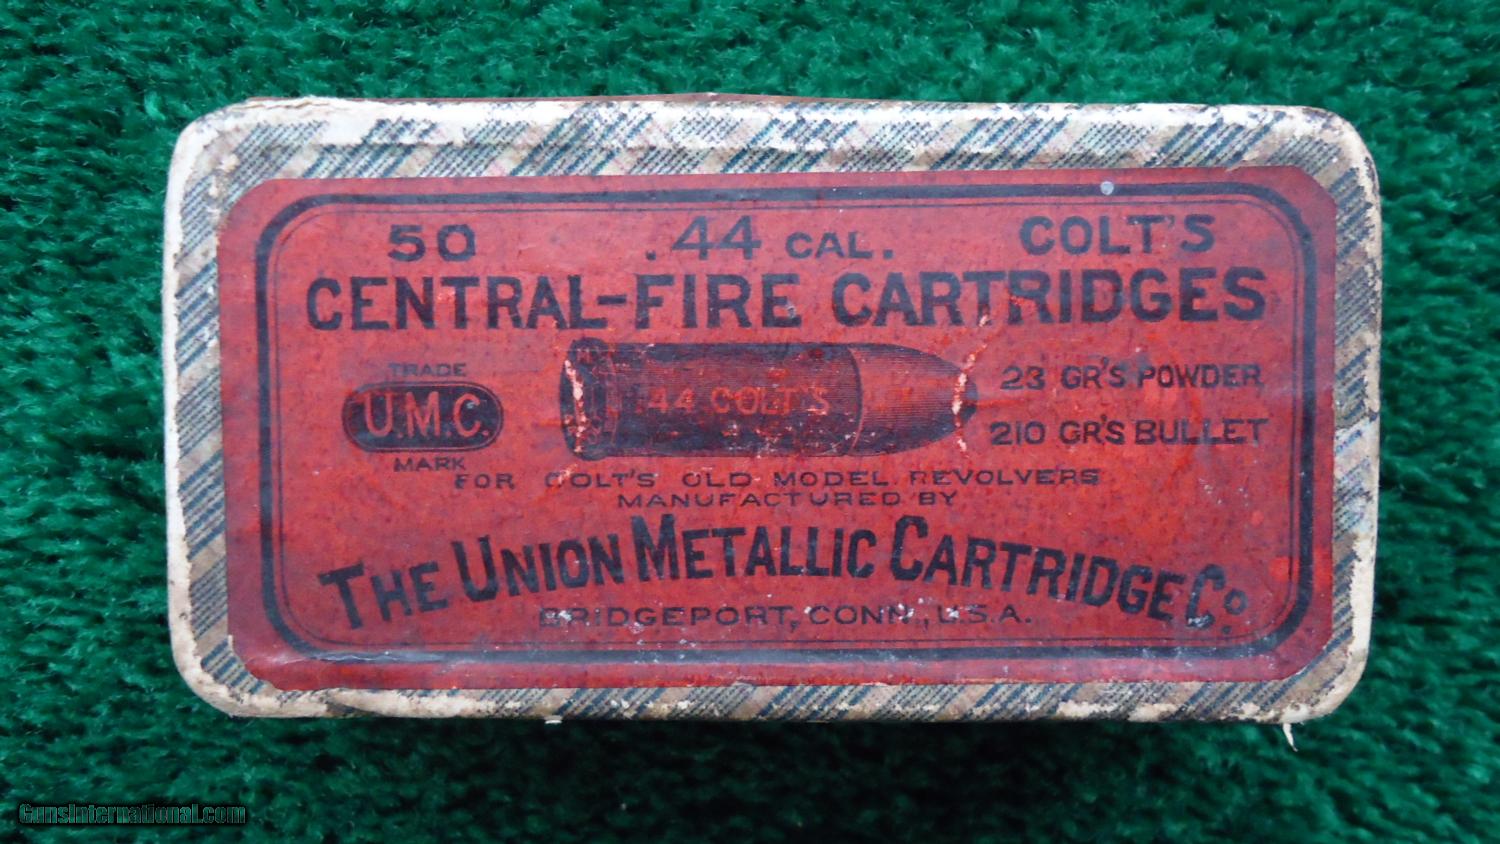 50 .44 CAL. COLT'S
CENTRAL-FIRE CARTRIDGES
TRADE
U.M.C.
MARK
.44 COLT'S
23 GR'S POWDER
210 GR'S BULLET
FOR COLT'S OLD MODEL REVOLVERS
MANUFACTURED BY
THE UNION METALLIC CARTRIDGE Co.
BRIDGEPORT, CONN., U.S.A.
GunsInternational.com